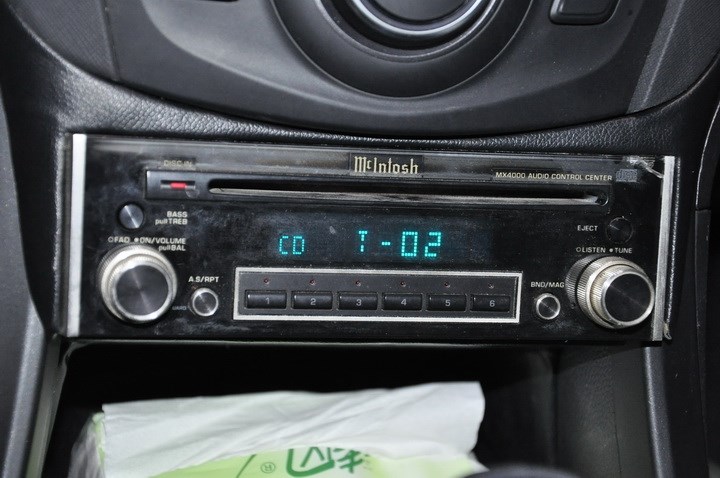 DISC IN
McIntosh
MX4000 AUDIO CONTROL CENTER
BASS
pull TREB
EJECT
CD T-02
FAD ON/VOLUME
pull BAL
LISTEN TUNE
A.S/RPT
BND/MAG
1 2 3 4 5 6
®